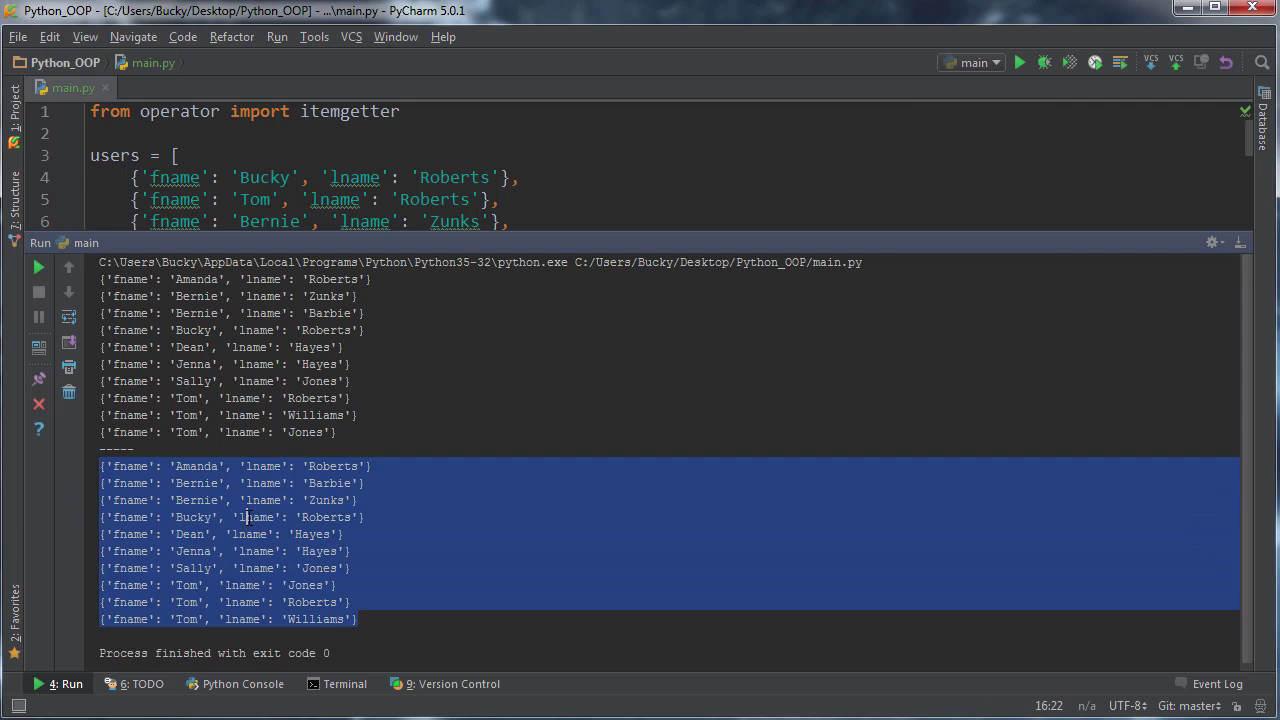 Python_OOP - [C:/Users/Bucky/Desktop/Python_OOP] - ...\main.py - PyCharm 5.0.1
File Edit View Navigate Code Refactor Run Tools VCS Window Help
Python_OOP main.py main VCS VCS
main.py
1: Project
7: Structure
2: Favorites
Database
1 from operator import itemgetter
2
3 users = [
4 {'fname': 'Bucky', 'lname': 'Roberts'},
5 {'fname': 'Tom', 'lname': 'Roberts'},
6 {'fname': 'Bernie', 'lname': 'Zunks'},
Run main
C:\Users\Bucky\AppData\Local\Programs\Python\Python35-32\python.exe C:/Users/Bucky/Desktop/Python_OOP/main.py
{'fname': 'Amanda', 'lname': 'Roberts'}
{'fname': 'Bernie', 'lname': 'Zunks'}
{'fname': 'Bernie', 'lname': 'Barbie'}
{'fname': 'Bucky', 'lname': 'Roberts'}
{'fname': 'Dean', 'lname': 'Hayes'}
{'fname': 'Jenna', 'lname': 'Hayes'}
{'fname': 'Sally', 'lname': 'Jones'}
{'fname': 'Tom', 'lname': 'Roberts'}
{'fname': 'Tom', 'lname': 'Williams'}
{'fname': 'Tom', 'lname': 'Jones'}
-----
{'fname': 'Amanda', 'lname': 'Roberts'}
{'fname': 'Bernie', 'lname': 'Barbie'}
{'fname': 'Bernie', 'lname': 'Zunks'}
{'fname': 'Bucky', 'lname': 'Roberts'}
{'fname': 'Dean', 'lname': 'Hayes'}
{'fname': 'Jenna', 'lname': 'Hayes'}
{'fname': 'Sally', 'lname': 'Jones'}
{'fname': 'Tom', 'lname': 'Jones'}
{'fname': 'Tom', 'lname': 'Roberts'}
{'fname': 'Tom', 'lname': 'Williams'}
Process finished with exit code 0
4: Run 6: TODO Python Console Terminal 9: Version Control Event Log
16:22 n/a UTF-8 Git: master